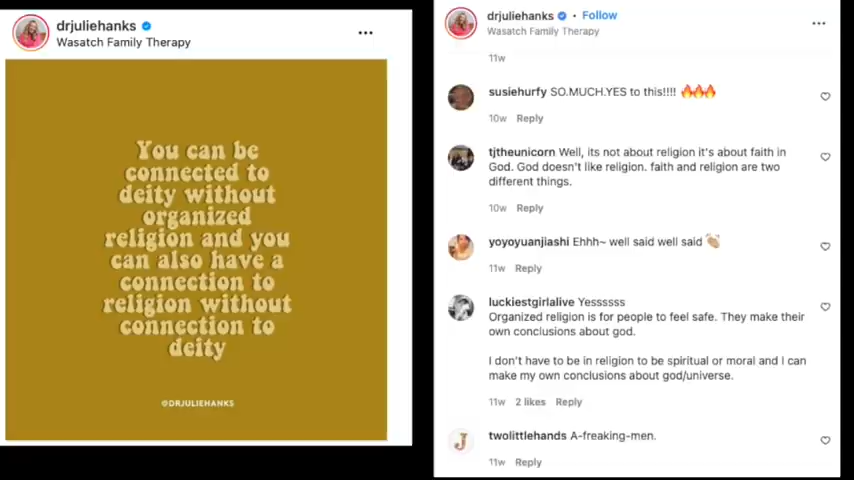 drjuliehanks
Wasatch Family Therapy
You can be
connected to
deity without
organized
religion and you
can also have a
connection to
religion without
connection to
deity
@DRJULIEHANKS
drjuliehanks • Follow
Wasatch Family Therapy
11w
susiehurfy SO.MUCH.YES to this!!!! 🔥🔥🔥
10w Reply
tjtheunicorn Well, its not about religion it's about faith in
God. God doesn't like religion. faith and religion are two
different things.
10w Reply
yoyoyuanjiashi Ehhh~ well said well said 👏🏼
11w Reply
luckiestgirlalive Yessssss
Organized religion is for people to feel safe. They make their
own conclusions about god.
I don't have to be in religion to be spiritual or moral and I can
make my own conclusions about god/universe.
11w 2 likes Reply
J
twolittlehands A-freaking-men.
11w Reply